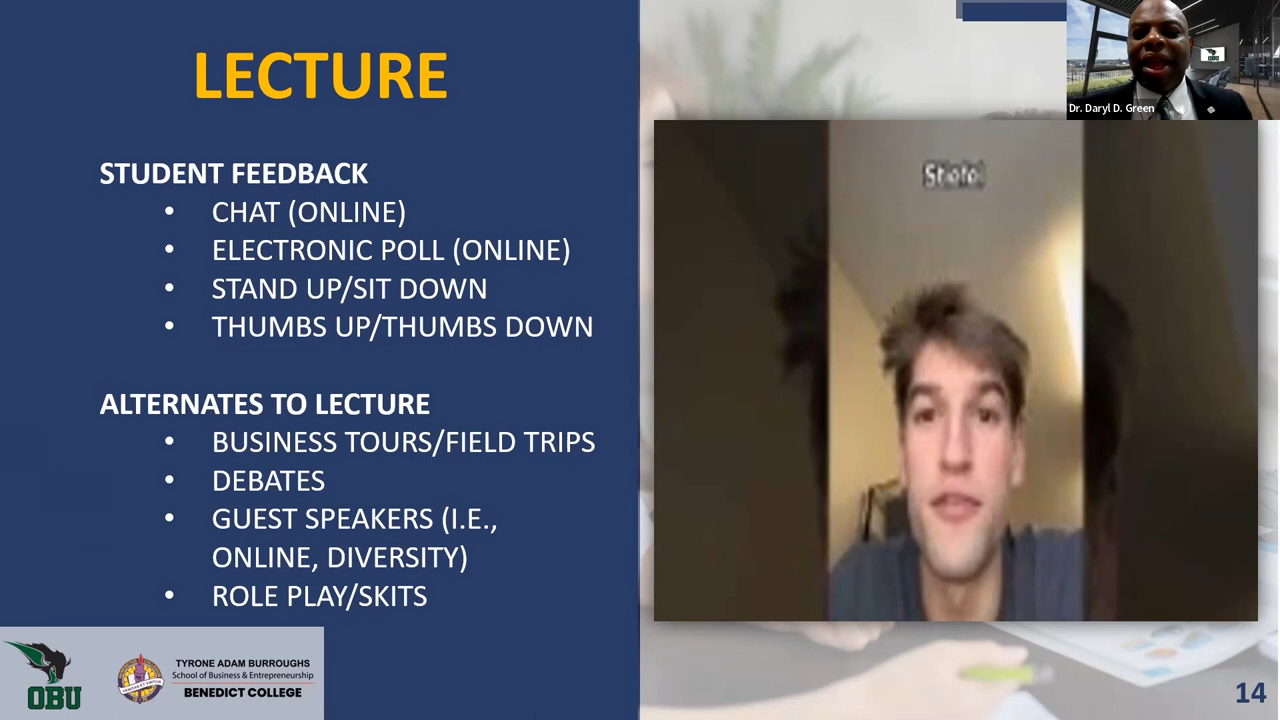 LECTURE
STUDENT FEEDBACK
• CHAT (ONLINE)
• ELECTRONIC POLL (ONLINE)
• STAND UP/SIT DOWN
• THUMBS UP/THUMBS DOWN
ALTERNATES TO LECTURE
• BUSINESS TOURS/FIELD TRIPS
• DEBATES
• GUEST SPEAKERS (I.E.,
ONLINE, DIVERSITY)
• ROLE PLAY/SKITS
OBU
TYRONE ADAM BURROUGHS
School of Business & Entrepreneurship
BENEDICT COLLEGE
OBU
Dr. Daryl D. Green
14